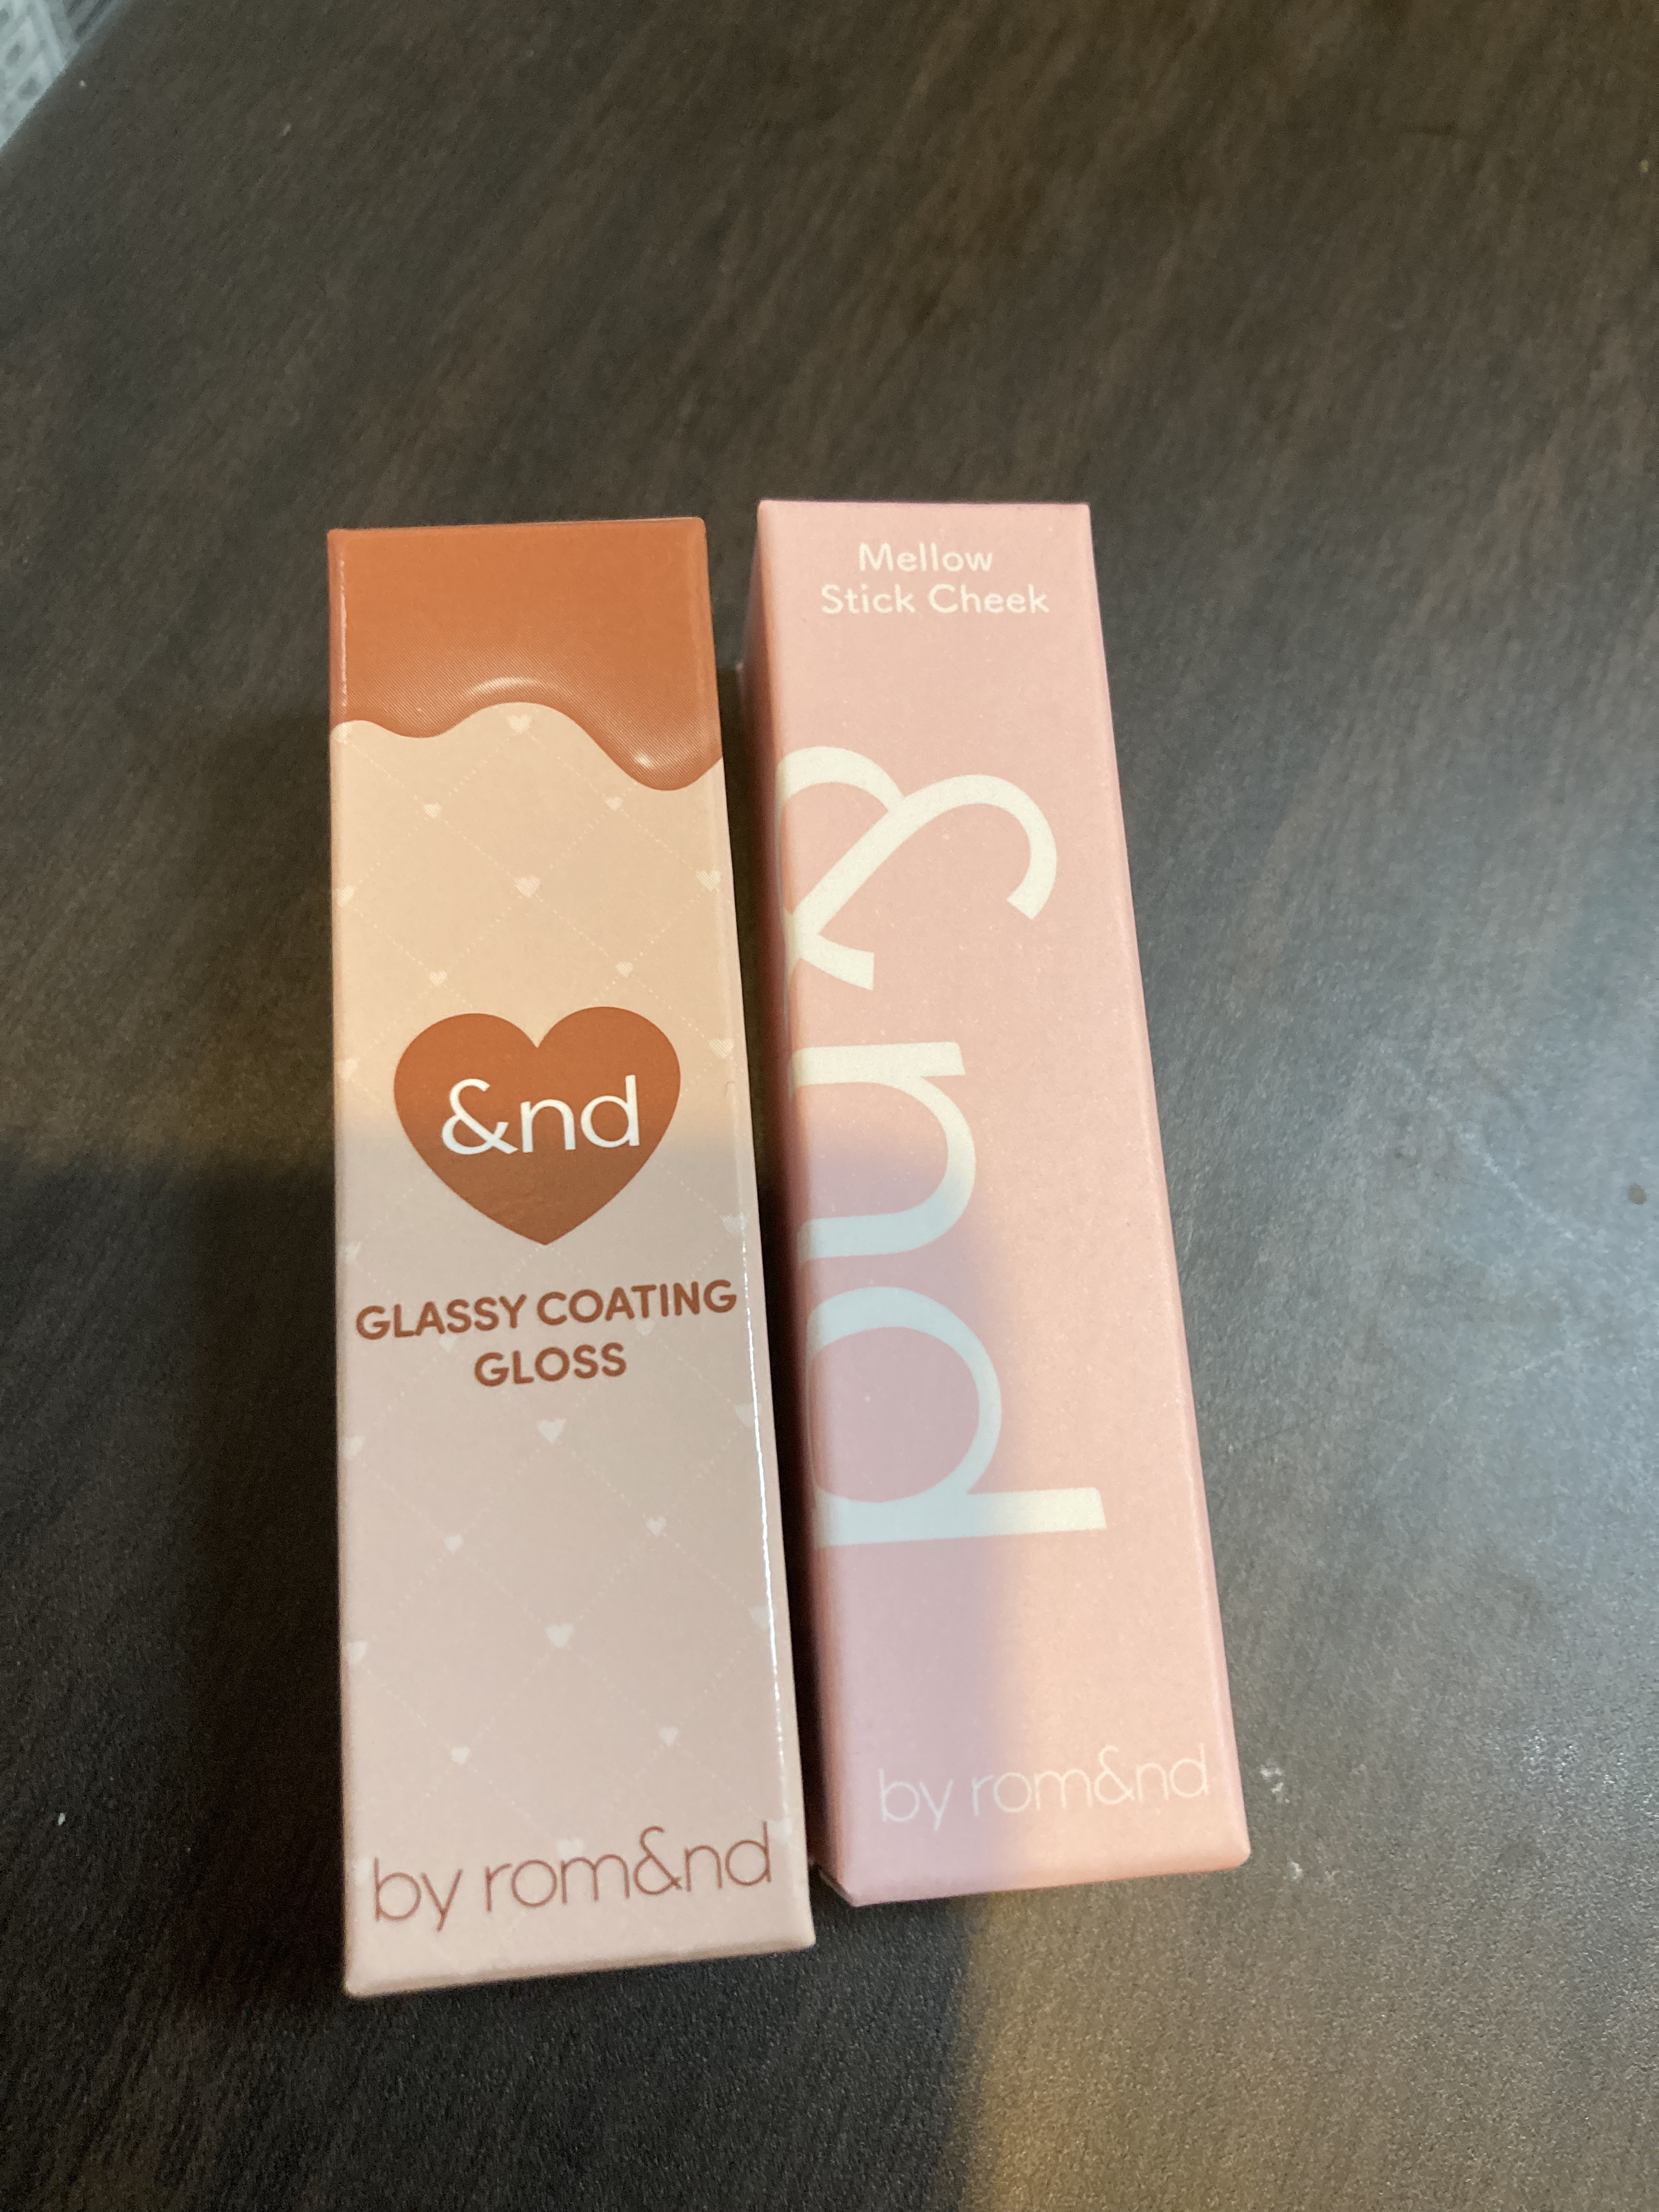 &nd
GLASSY COATING
GLOSS
by rom&nd
Mellow
Stick Cheek
&nd
by rom&nd